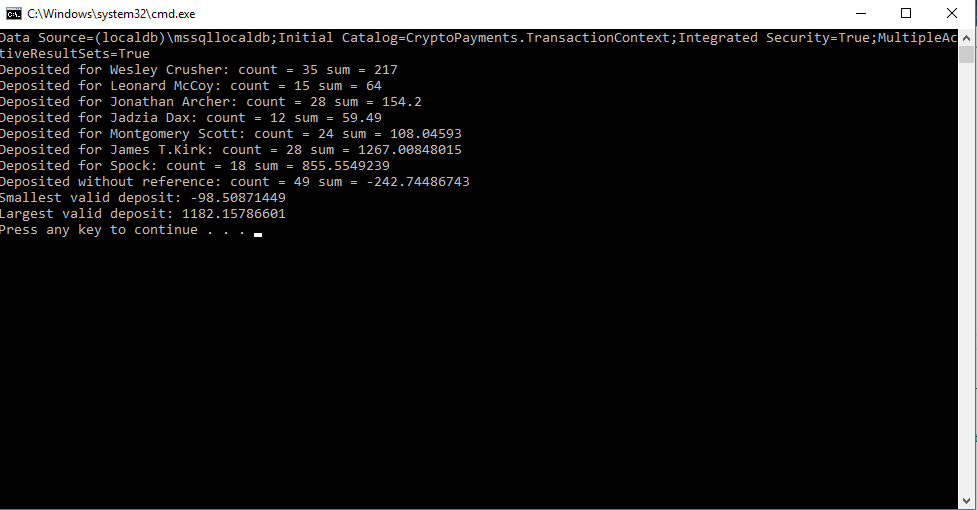 C:\Windows\system32\cmd.exe
Data Source=(localdb)\mssqllocaldb;Initial Catalog=CryptoPayments.TransactionContext;Integrated Security=True;MultipleAc
tiveResultSets=True
Deposited for Wesley Crusher: count = 35 sum = 217
Deposited for Leonard McCoy: count = 15 sum = 64
Deposited for Jonathan Archer: count = 28 sum = 154.2
Deposited for Jadzia Dax: count = 12 sum = 59.49
Deposited for Montgomery Scott: count = 24 sum = 108.04593
Deposited for James T.Kirk: count = 28 sum = 1267.00848015
Deposited for Spock: count = 18 sum = 855.5549239
Deposited without reference: count = 49 sum = -242.74486743
Smallest valid deposit: -98.50871449
Largest valid deposit: 1182.15786601
Press any key to continue . . .